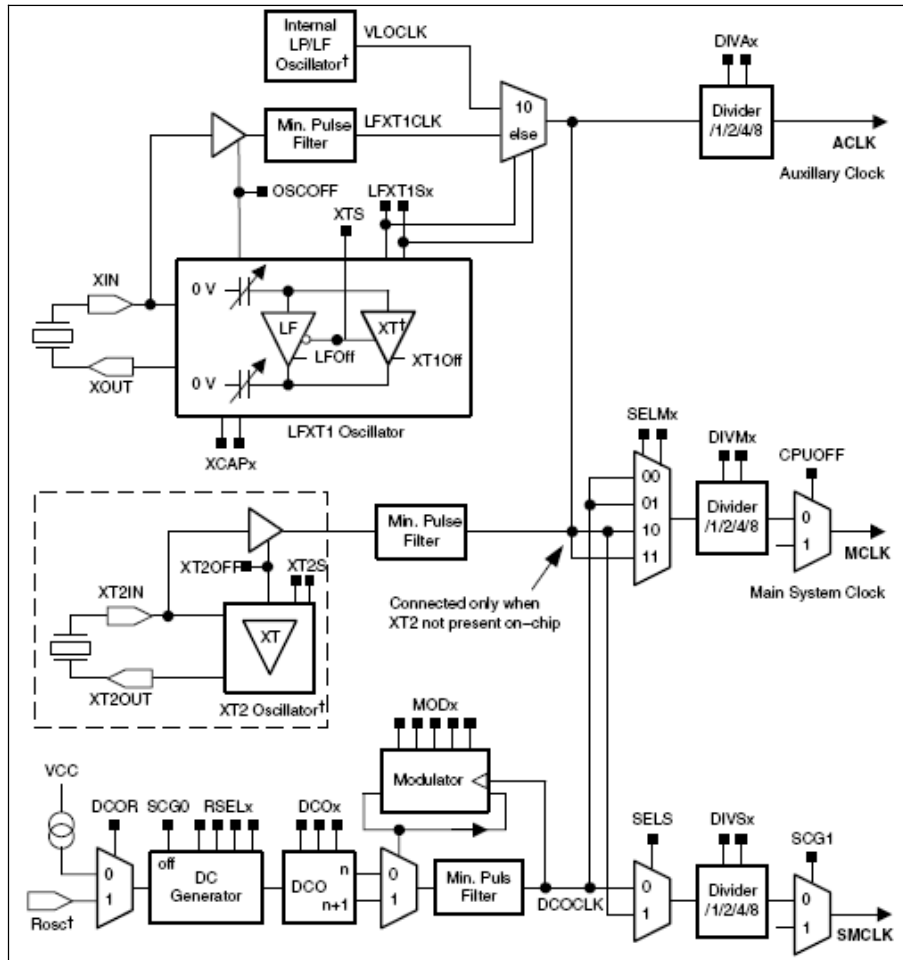 Internal
LP/LF
Oscillator†
VLOCLK
DIVAx
10
else
Divider
/1/2/4/8
ACLK
Auxillary Clock
Min. Pulse
Filter
LFXT1CLK
OSCOFF
LFXT1Sx
XTS
XIN
0 V
LF
XT†
LFOff
XT1Off
XOUT
0 V
LFXT1 Oscillator
XCAPx
SELMx
DIVMx
CPUOFF
00
01
10
11
Divider
/1/2/4/8
0
1
MCLK
Main System Clock
Min. Pulse
Filter
Connected only when
XT2 not present on-chip
XT2OFF
XT2S
XT2IN
XT
XT2OUT
XT2 Oscillator†
MODx
Modulator
VCC
DCOR
SCG0
RSELx
DCOx
0
1
off
DC
Generator
DCO
n
n+1
0
1
Min. Puls
Filter
DCOCLK
Rosc†
SELS
DIVSx
SCG1
0
1
Divider
/1/2/4/8
0
1
SMCLK